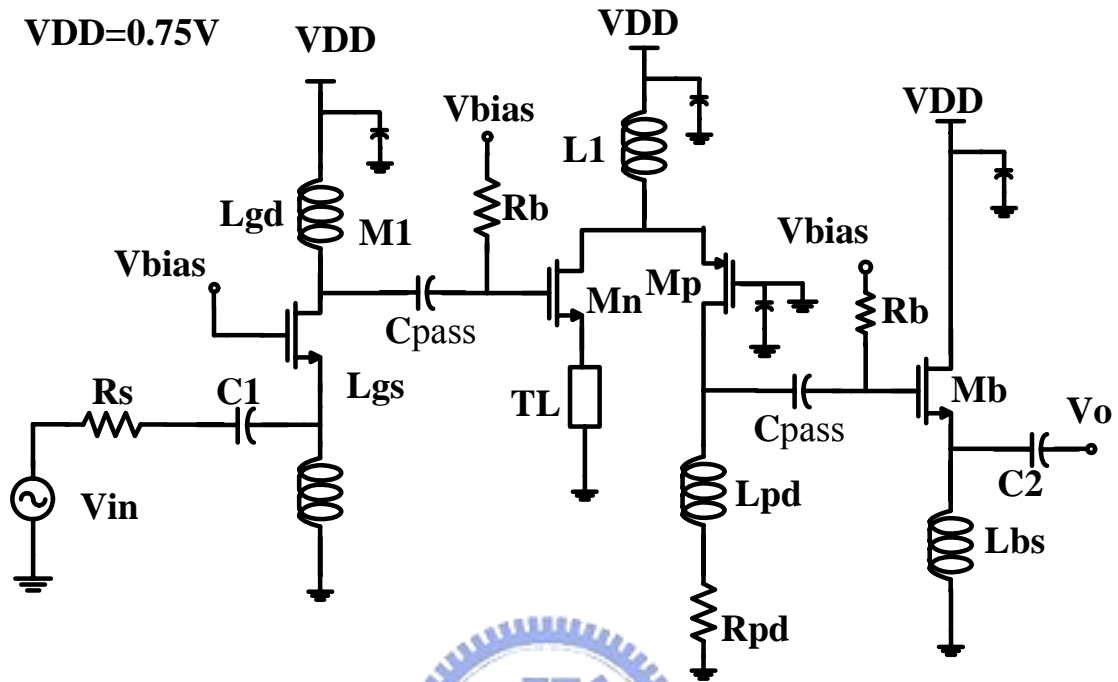 VDD=0.75V
VDD
VDD
VDD
Vbias
L1
Lgd
M1
Rb
Vbias
Vbias
Mn
Mp
Rb
Cpass
Lgs
C1
Rs
TL
Mb
Vo
Cpass
C2
Vin
Lpd
Lbs
Rpd